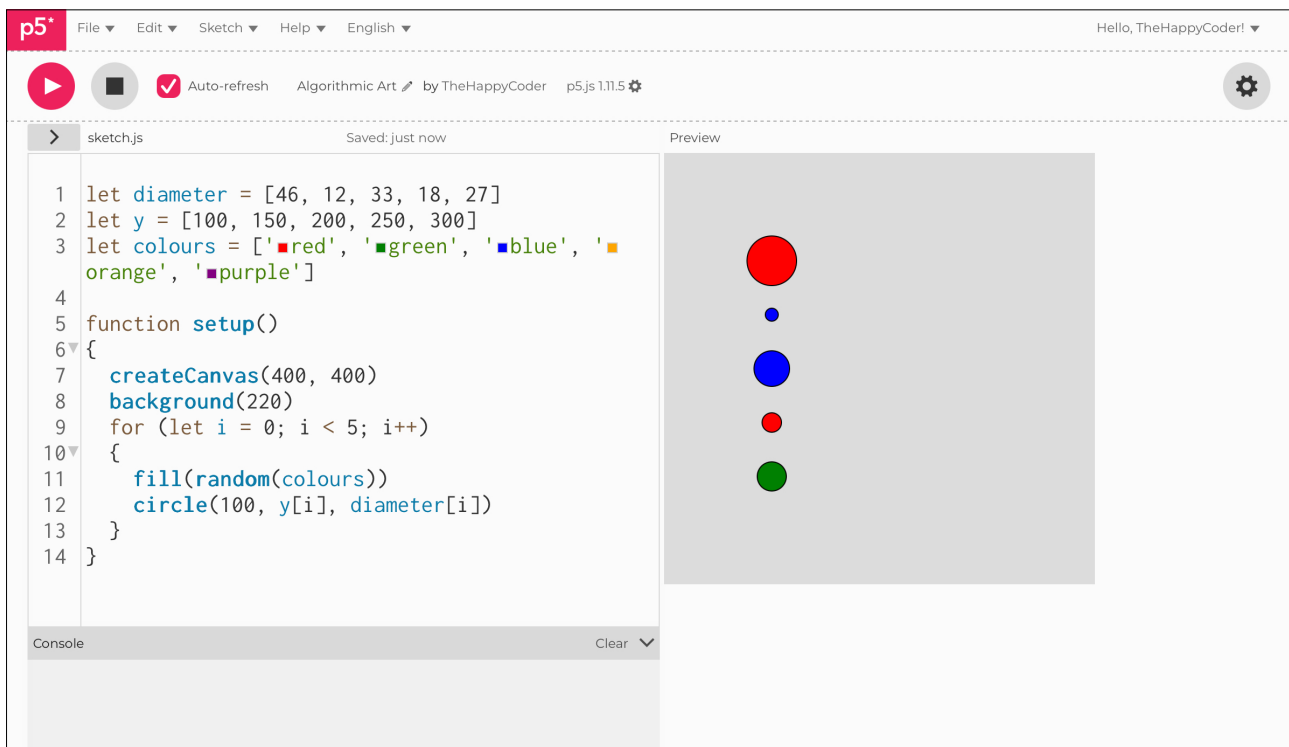 p5* File Edit Sketch Help English Hello, TheHappyCoder!
Auto-refresh Algorithmic Art by TheHappyCoder p5.js 1.11.5
sketch.js Saved: just now Preview
1 let diameter = [46, 12, 33, 18, 27]
2 let y = [100, 150, 200, 250, 300]
3 let colours = ['red', 'green', 'blue', '
orange', 'purple']
4
5 function setup()
6 {
7 createCanvas(400, 400)
8 background(220)
9 for (let i = 0; i < 5; i++)
10 {
11 fill(random(colours))
12 circle(100, y[i], diameter[i])
13 }
14 }
Console Clear